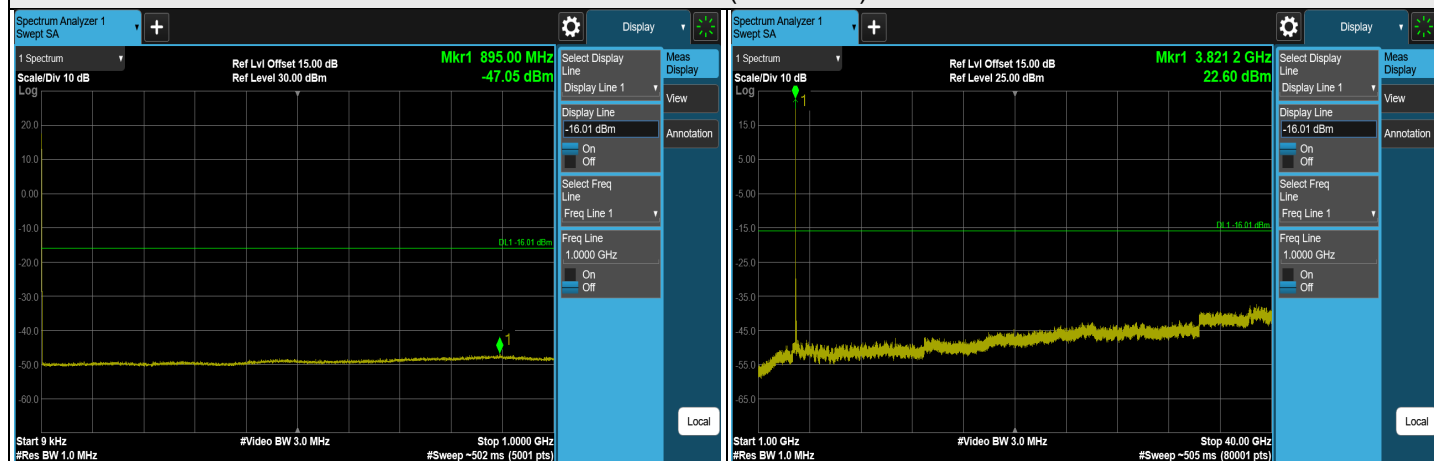 Spectrum Analyzer 1
Swept SA
+
Display
1 Spectrum
Scale/Div 10 dB
Log
Ref Lvl Offset 15.00 dB
Ref Level 30.00 dBm
Mkr1 895.00 MHz
-47.05 dBm
20.0
10.0
0.00
-10.0
-20.0
-30.0
-40.0
-50.0
-60.0
DL1 -16.01 dBm
1
Start 9 kHz
#Res BW 1.0 MHz
#Video BW 3.0 MHz
Stop 1.0000 GHz
#Sweep ~502 ms (5001 pts)
Select Display
Line
Display Line 1
Display Line
-16.01 dBm
On
Off
Select Freq
Line
Freq Line 1
Freq Line
1.0000 GHz
On
Off
Meas
Display
View
Annotation
Local
Spectrum Analyzer 1
Swept SA
+
Display
1 Spectrum
Scale/Div 10 dB
Log
Ref Lvl Offset 15.00 dB
Ref Level 25.00 dBm
Mkr1 3.821 2 GHz
22.60 dBm
1
15.0
5.00
-5.00
-15.0
-25.0
-35.0
-45.0
-55.0
-65.0
DL1 -16.01 dBm
Start 1.00 GHz
#Res BW 1.0 MHz
#Video BW 3.0 MHz
Stop 40.00 GHz
#Sweep ~505 ms (80001 pts)
Select Display
Line
Display Line 1
Display Line
-16.01 dBm
On
Off
Select Freq
Line
Freq Line 1
Freq Line
1.0000 GHz
On
Off
Meas
Display
View
Annotation
Local